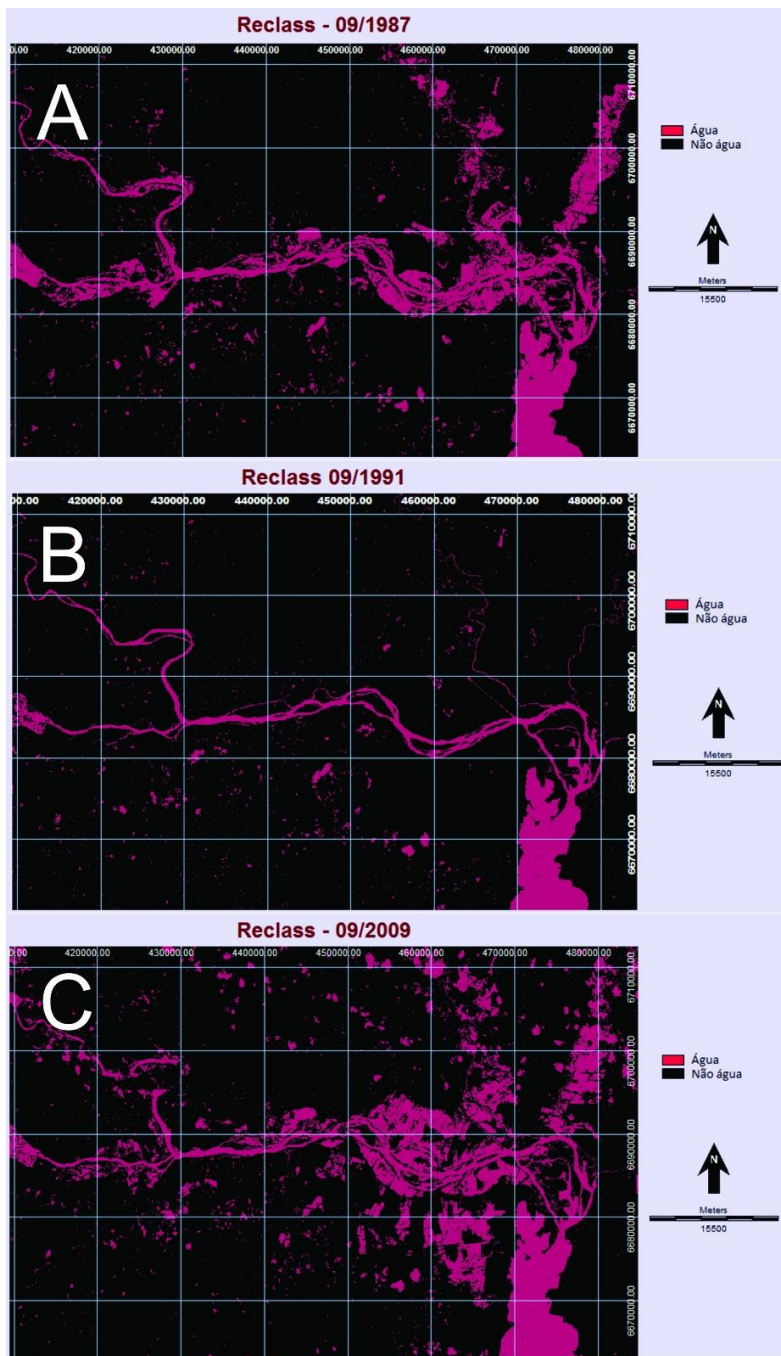 Reclass - 09/1987
0.00 420000.00 430000.00 440000.00 450000.00 460000.00 470000.00 480000.00
A
6710000.00
6700000.00
6690000.00
6680000.00
6670000.00
Água
Não água
N
Meters
15500
Reclass 09/1991
00.00 420000.00 430000.00 440000.00 450000.00 460000.00 470000.00 480000.00
B
6710000.00
6700000.00
6690000.00
6680000.00
6670000.00
Água
Não água
N
Meters
15500
Reclass - 09/2009
0.00 420000.00 430000.00 440000.00 450000.00 460000.00 470000.00 480000.00
C
6710000.00
6700000.00
6690000.00
6680000.00
6670000.00
Água
Não água
N
Meters
15500